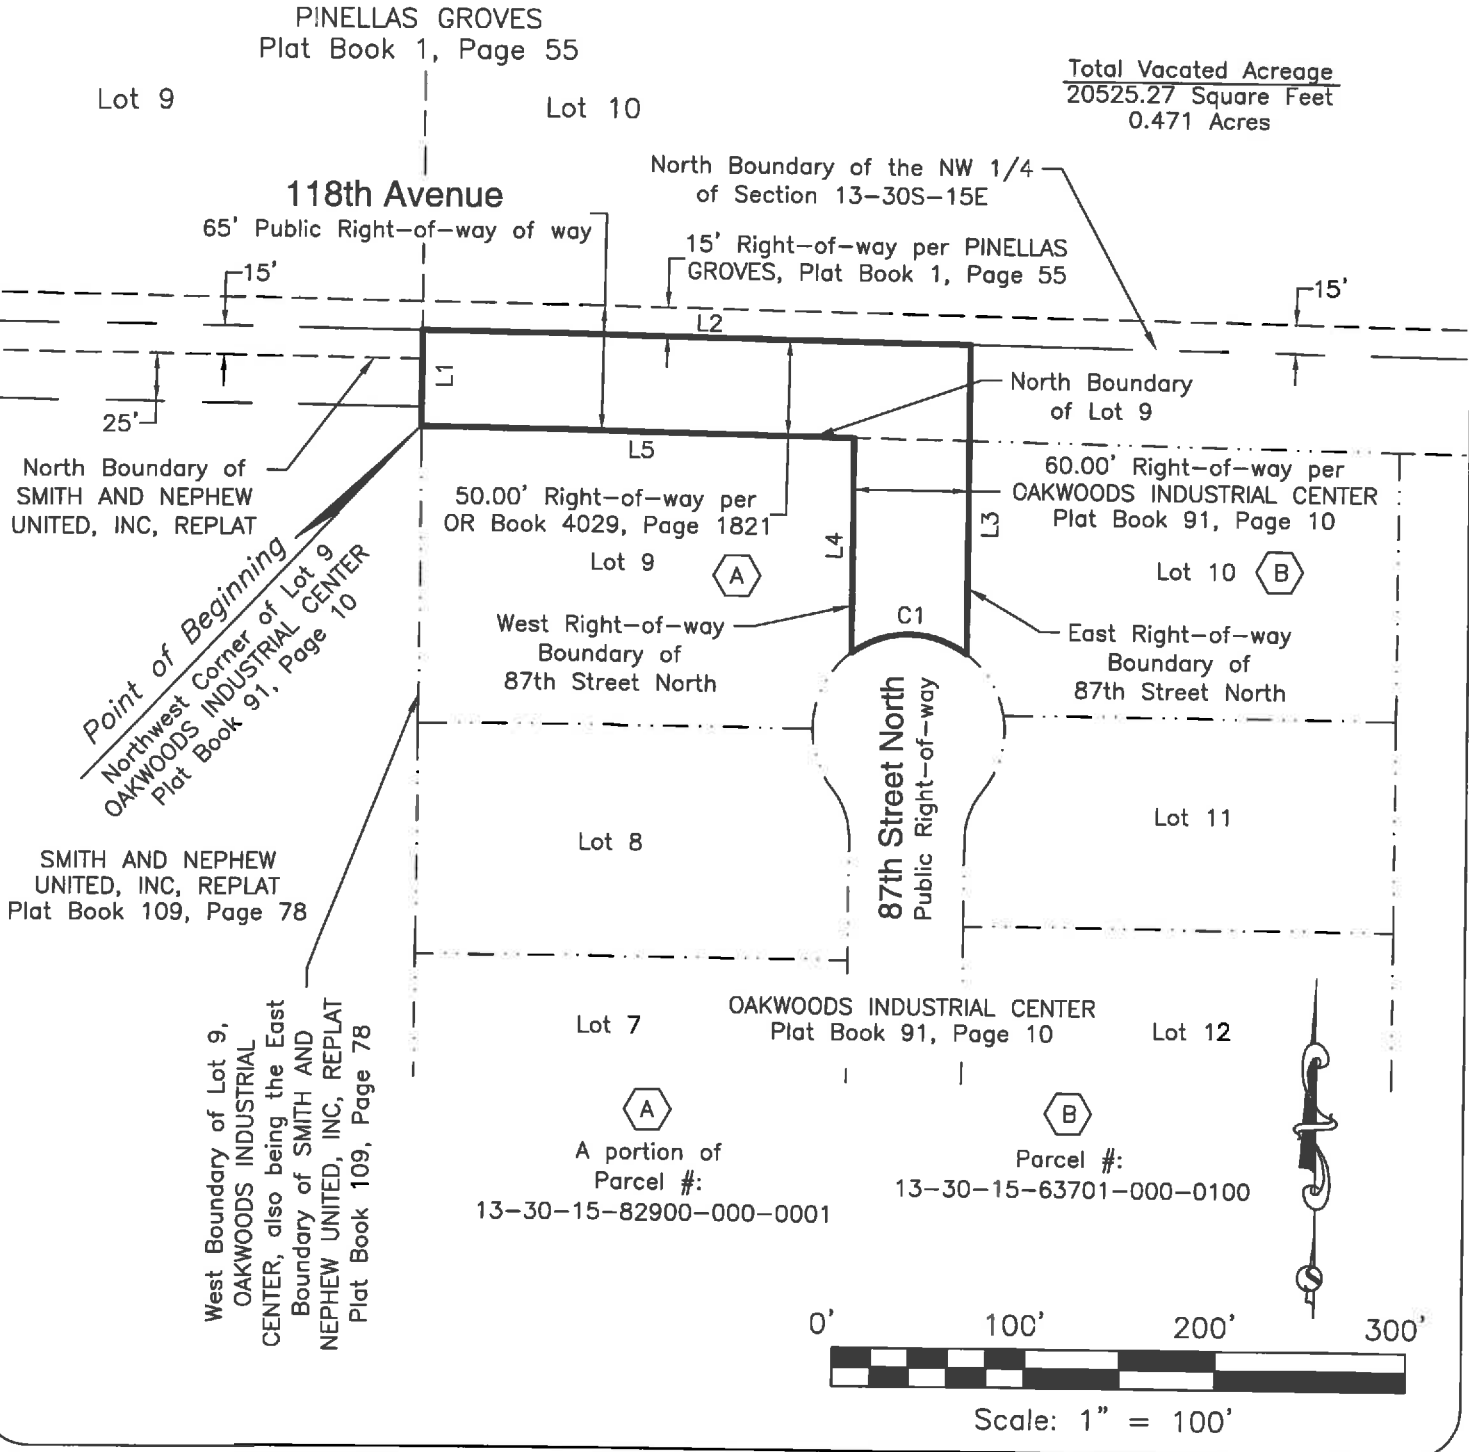 PINELLAS GROVES
Plat Book 1, Page 55
Lot 9
Lot 10
Total Vacated Acreage
20525.27 Square Feet
0.471 Acres
North Boundary of the NW 1/4
of Section 13-30S-15E
118th Avenue
65' Public Right-of-way of way
15' Right-of-way per PINELLAS
GROVES, Plat Book 1, Page 55
15'
15'
L2
L1
25'
North Boundary
of Lot 9
L5
North Boundary of
SMITH AND NEPHEW
UNITED, INC, REPLAT
50.00' Right-of-way per
OR Book 4029, Page 1821
60.00' Right-of-way per
OAKWOODS INDUSTRIAL CENTER
Plat Book 91, Page 10
L4
L3
Lot 9
A
Lot 10
B
C1
West Right-of-way
Boundary of
87th Street North
East Right-of-way
Boundary of
87th Street North
Point of Beginning
Northwest Corner of Lot 9
OAKWOODS INDUSTRIAL CENTER
Plat Book 91, Page 10
87th Street North
Public Right-of-way
Lot 8
Lot 11
SMITH AND NEPHEW
UNITED, INC, REPLAT
Plat Book 109, Page 78
West Boundary of Lot 9,
OAKWOODS INDUSTRIAL
CENTER, also being the East
Boundary of SMITH AND
NEPHEW UNITED, INC, REPLAT
Plat Book 109, Page 78
OAKWOODS INDUSTRIAL CENTER
Plat Book 91, Page 10
Lot 7
Lot 12
A
A portion of
Parcel #:
13-30-15-82900-000-0001
B
Parcel #:
13-30-15-63701-000-0100
S
0' 100' 200' 300'
Scale: 1" = 100'